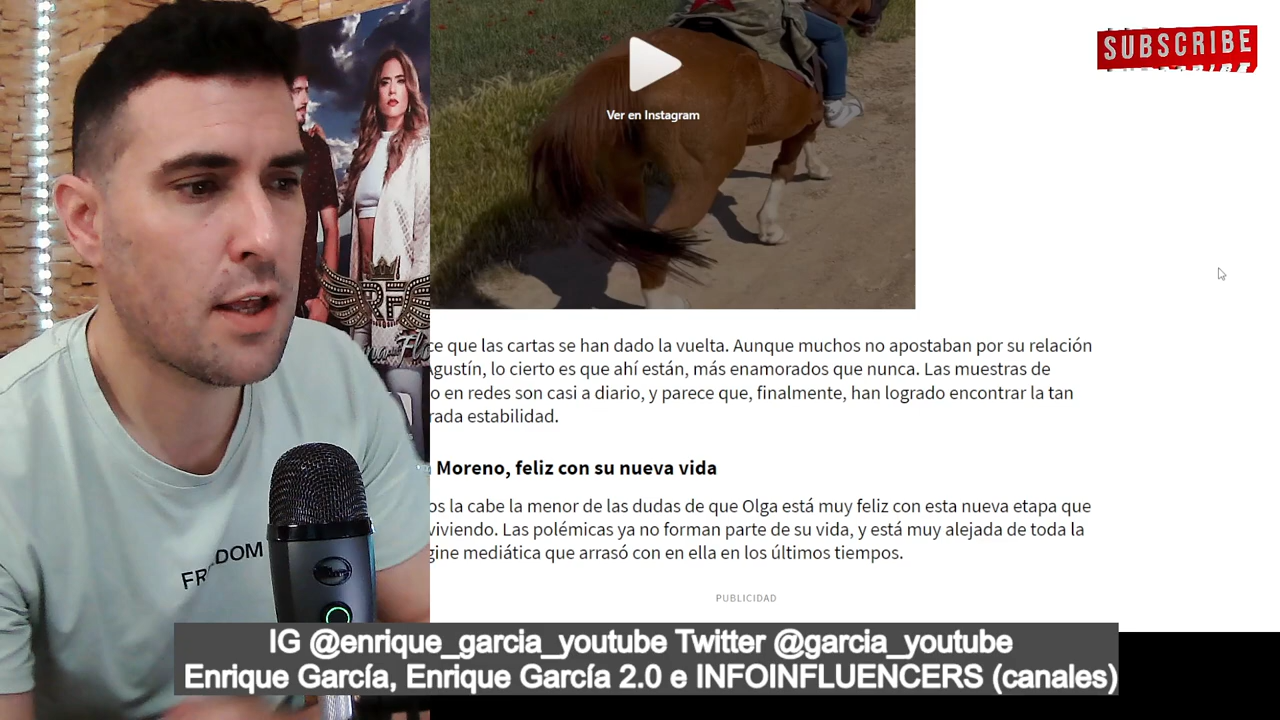 SUBSCRIBE
Ver en Instagram
ce que las cartas se han dado la vuelta. Aunque muchos no apostaban por su relación
Agustín, lo cierto es que ahí están, más enamorados que nunca. Las muestras de
o en redes son casi a diario, y parece que, finalmente, han logrado encontrar la tan
rada estabilidad.
Moreno, feliz con su nueva vida
os la cabe la menor de las dudas de que Olga está muy feliz con esta nueva etapa que
viviendo. Las polémicas ya no forman parte de su vida, y está muy alejada de toda la
gine mediática que arrasó con en ella en los últimos tiempos.
PUBLICIDAD
RFG
FR DOM
IG @enrique_garcia_youtube Twitter @garcia_youtube
Enrique García, Enrique García 2.0 e INFOINFLUENCERS (canales)